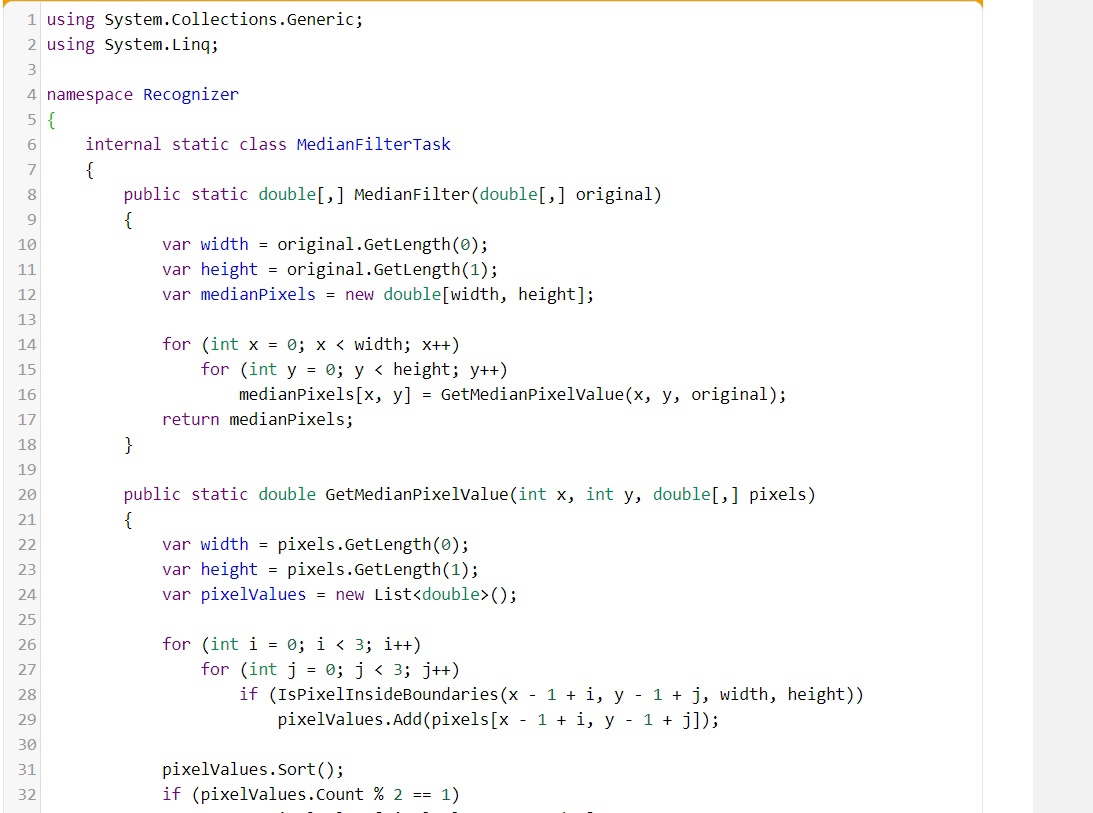 1 using System.Collections.Generic;
2 using System.Linq;
3
4 namespace Recognizer
5 {
6     internal static class MedianFilterTask
7     {
8         public static double[,] MedianFilter(double[,] original)
9         {
10             var width = original.GetLength(0);
11             var height = original.GetLength(1);
12             var medianPixels = new double[width, height];
13
14             for (int x = 0; x < width; x++)
15                 for (int y = 0; y < height; y++)
16                     medianPixels[x, y] = GetMedianPixelValue(x, y, original);
17             return medianPixels;
18         }
19
20         public static double GetMedianPixelValue(int x, int y, double[,] pixels)
21         {
22             var width = pixels.GetLength(0);
23             var height = pixels.GetLength(1);
24             var pixelValues = new List<double>();
25
26             for (int i = 0; i < 3; i++)
27                 for (int j = 0; j < 3; j++)
28                     if (IsPixelInsideBoundaries(x - 1 + i, y - 1 + j, width, height))
29                         pixelValues.Add(pixels[x - 1 + i, y - 1 + j]);
30
31             pixelValues.Sort();
32             if (pixelValues.Count % 2 == 1)